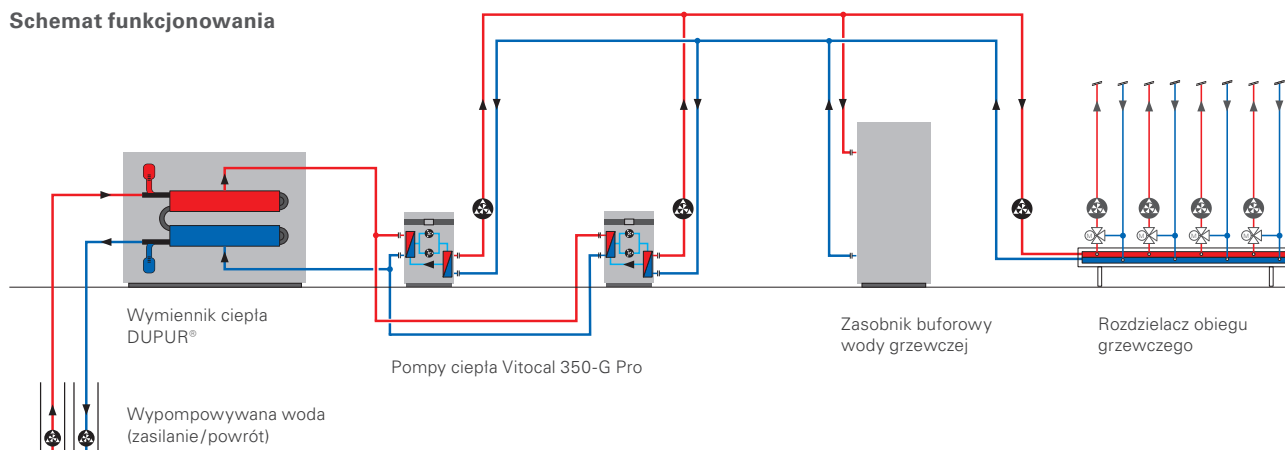 Schemat funkcjonowania
Wymiennik ciepła
DUPUR®
Pompy ciepła Vitocal 350-G Pro
Zasobnik buforowy
wody grzewczej
Rozdzielacz obiegu
grzewczego
Wypompowywana woda
(zasilanie/powrót)
M
M
M
M